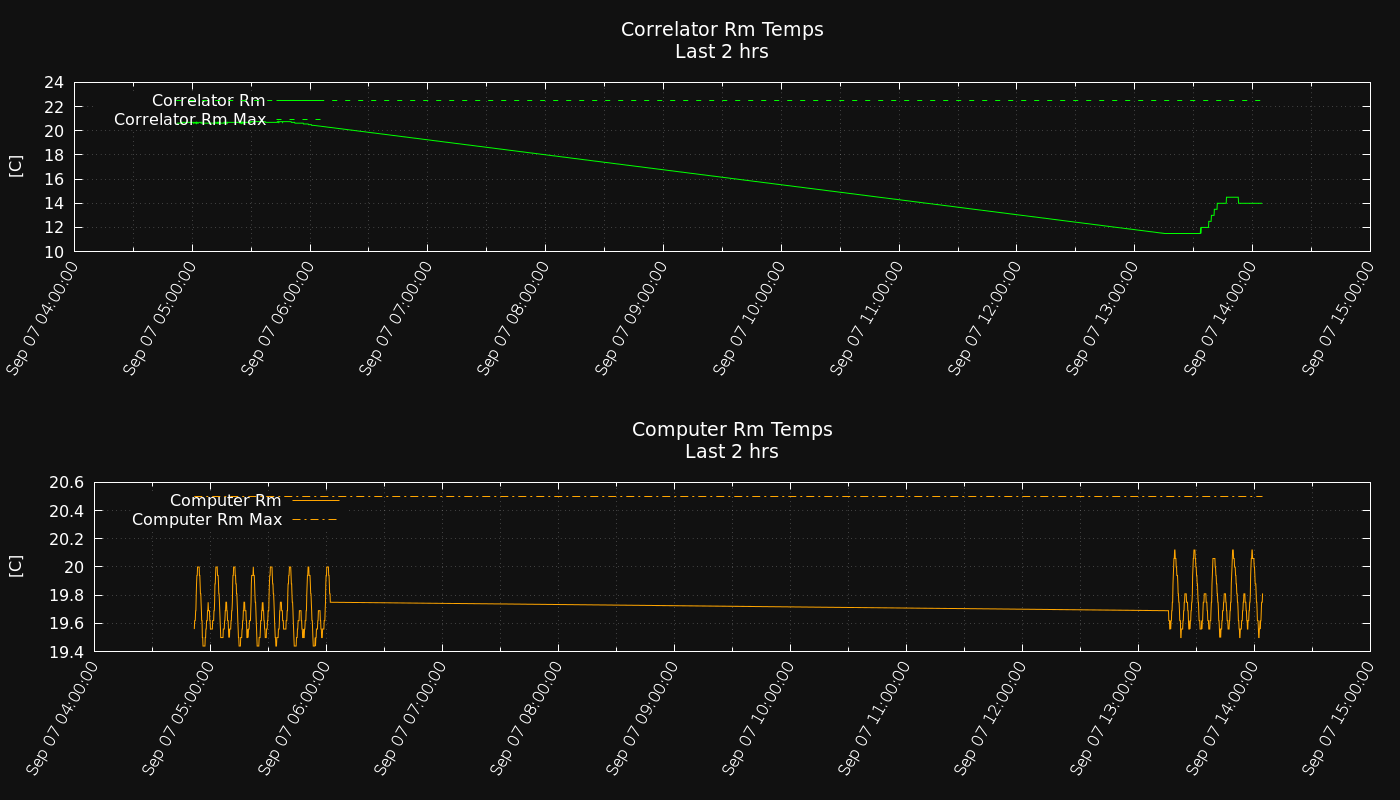 Correlator Rm Temps
Last 2 hrs
24
22
20
18
16
14
12
10
[C]
Correlator Rm
Correlator Rm Max
Sep 07 04:00:00
Sep 07 05:00:00
Sep 07 06:00:00
Sep 07 07:00:00
Sep 07 08:00:00
Sep 07 09:00:00
Sep 07 10:00:00
Sep 07 11:00:00
Sep 07 12:00:00
Sep 07 13:00:00
Sep 07 14:00:00
Sep 07 15:00:00
Computer Rm Temps
Last 2 hrs
20.6
20.4
20.2
20
19.8
19.6
19.4
[C]
Computer Rm
Computer Rm Max
Sep 07 04:00:00
Sep 07 05:00:00
Sep 07 06:00:00
Sep 07 07:00:00
Sep 07 08:00:00
Sep 07 09:00:00
Sep 07 10:00:00
Sep 07 11:00:00
Sep 07 12:00:00
Sep 07 13:00:00
Sep 07 14:00:00
Sep 07 15:00:00